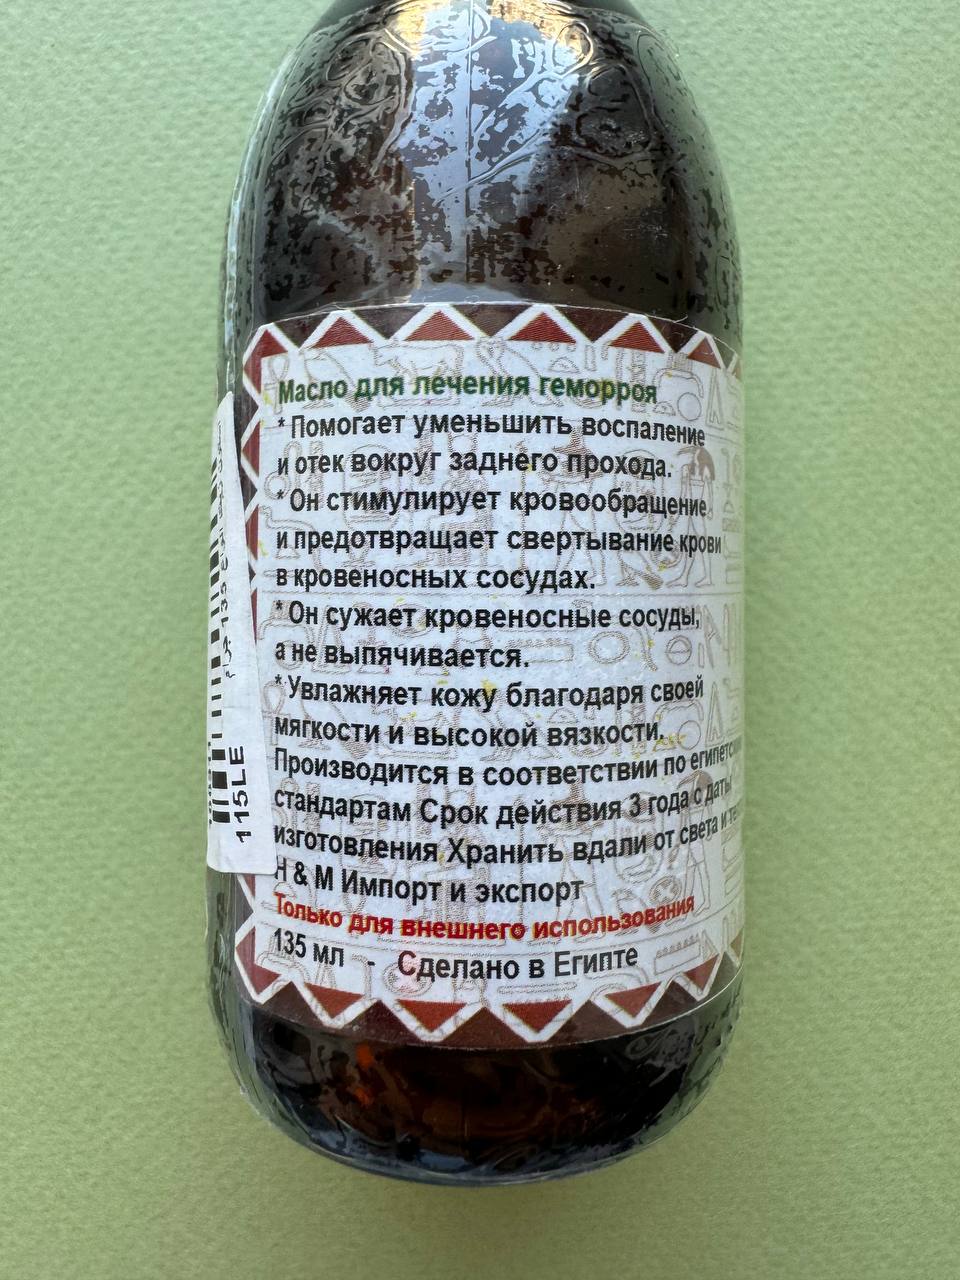 Масло для лечения геморроя
* Помогает уменьшить воспаление
и отек вокруг заднего прохода.
* Он стимулирует кровообращение
и предотвращает свертывание крови
в кровеносных сосудах.
* Он сужает кровеносные сосуды,
а не выпячивается.
* Увлажняет кожу благодаря своей
мягкости и высокой вязкости.
Производится в соответствии по
стандартам Срок действия 3 года с даты
изготовления Хранить вдали от света и
H & M Импорт и экспорт
Только для внешнего использования
135 мл - Сделано в Египте
115LE